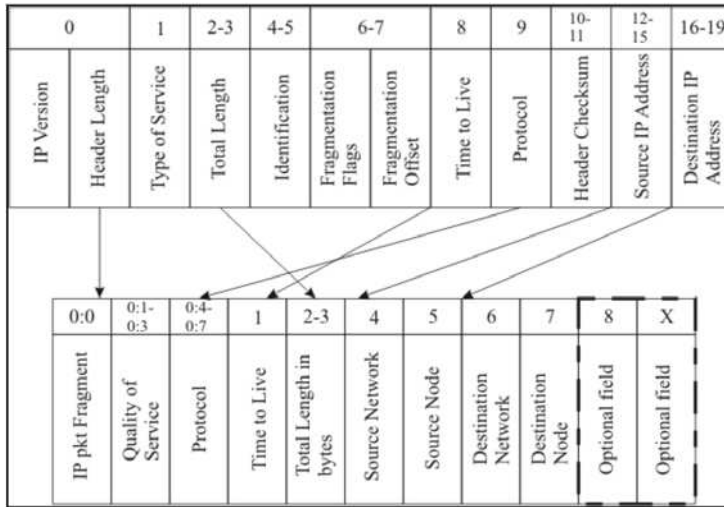 0 1 2-3 4-5 6-7 8 9 10-11 12-15 16-19
IP Version
Header Length
Type of Service
Total Length
Identification
Fragmentation
Flags
Fragmentation
Offset
Time to Live
Protocol
Header Checksum
Source IP Address
Destination IP
Address
0:0 0:1-0:3 0:4-0:7 1 2-3 4 5 6 7 8 X
IP pkt Fragment
Quality of
Service
Protocol
Time to Live
Total Length in
bytes
Source Network
Source Node
Destination
Network
Destination
Node
Optional field
Optional field